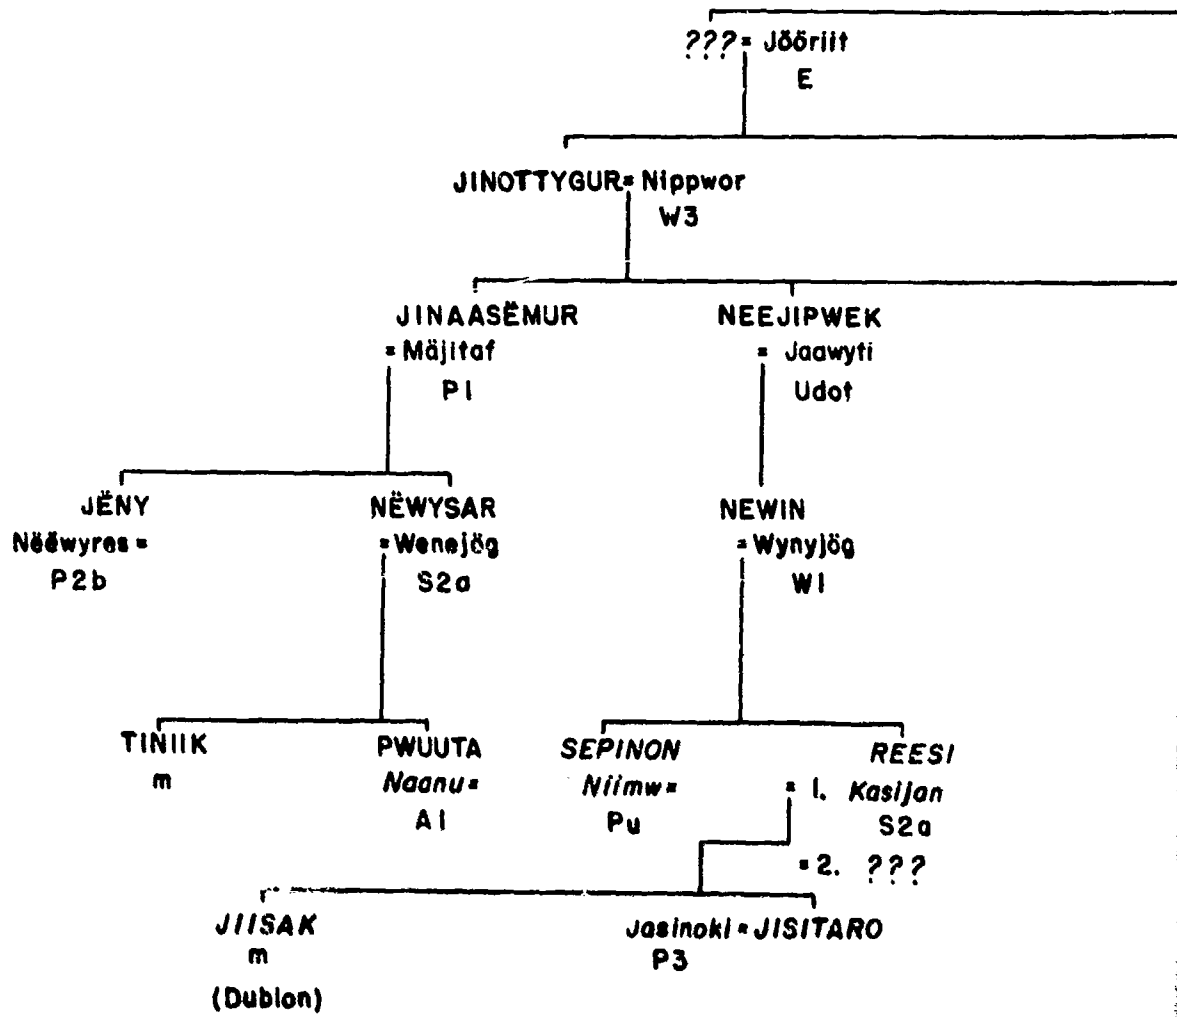 ??? = Jööriit
E
JINOTTYGUR = Nippwor
W3
JINAASËMUR
= Mäjitaf
P1
NEEJIPWEK
= Jaawyti
Udot
JËNY
Nëëwyres =
P2b
NËWYSAR
= Wenejög
S2a
NEWIN
= Wynyjög
W1
TINIIK
m
PWUUTA
Naanu =
A1
SEPINON
Niimw =
Pu
REESI
= 1. Kasijan
S2a
= 2. ???
JIISAK
m
(Dublon)
Jasinoki = JISITARO
P3